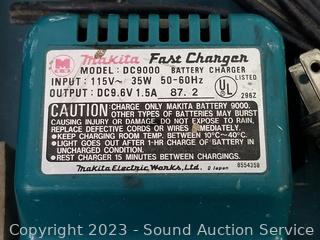 M
makita Fast Charger
MODEL: DC9000 BATTERY CHARGER
INPUT: 115V~ 35W 50-60Hz
OUTPUT: DC9.6V 1.5A 87. 2
UL
LISTED
296Z
CAUTION: CHARGE ONLY MAKITA BATTERY 9000.
OTHER TYPES OF BATTERIES MAY BURST
CAUSING DAMAGE. DO NOT EXPOSE TO RAIN,
REPLACE DEFECTIVE CORDS OR WIRES
IMMEDIATELY.
•KEEP CHARGING ROOM TEMP. BETWEEN 10°C~40°C.
•LIGHT GOES OUT AFTER 1-HR CHARGE OF BATTERY IN
UNCHARGED CONDITION.
•REST CHARGER 15 MINUTES BETWEEN CHARGING.
Makita Electric Works, Ltd.
Japan
Copyright 2023 - Sound Auction Service